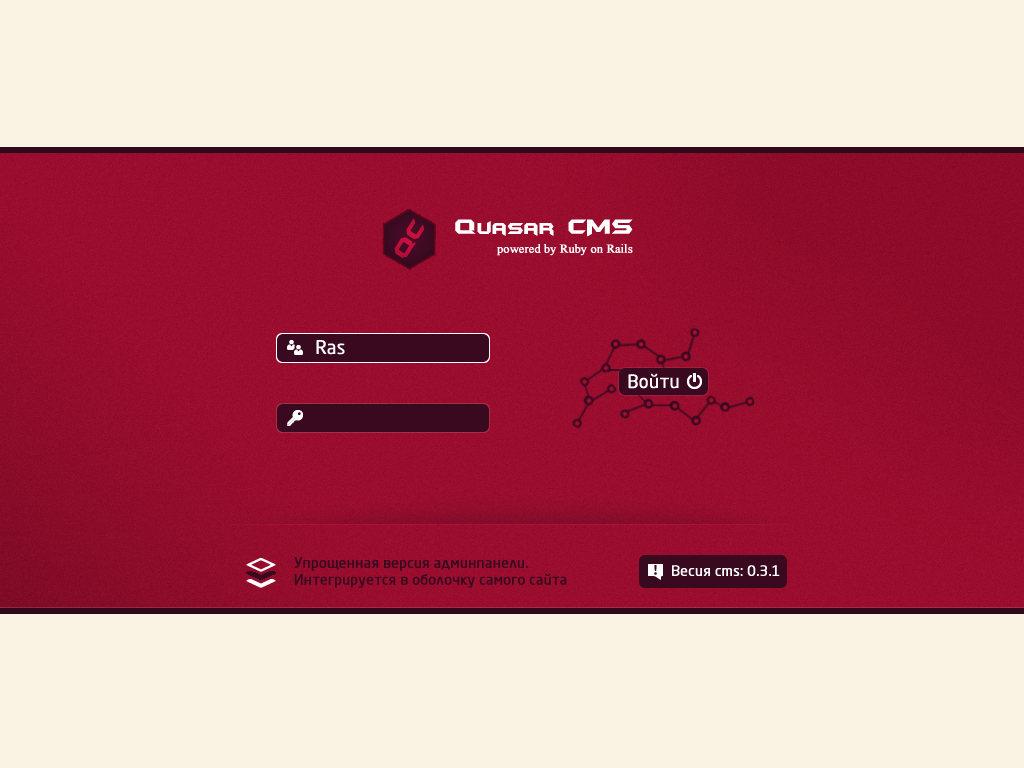 QC
Quasar CMS
powered by Ruby on Rails
Ras
Войти
Упрощенная версия админпанели.
Интегрируется в оболочку самого сайта
Весия cms: 0.3.1